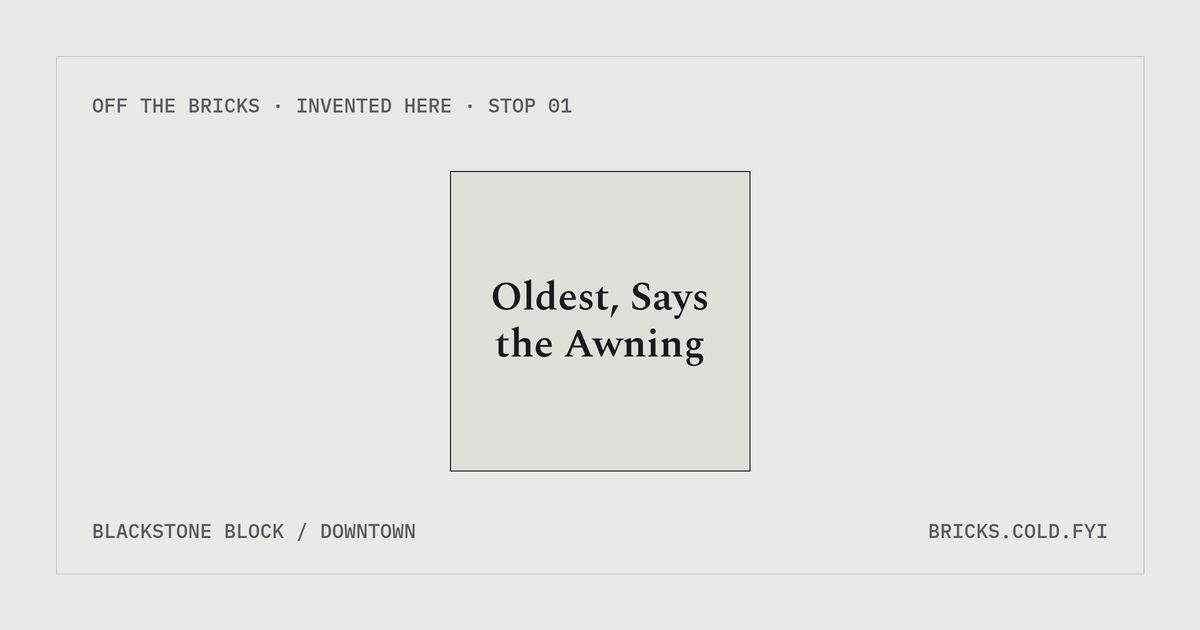 OFF THE BRICKS · INVENTED HERE · STOP 01
Oldest, Says
the Awning
BLACKSTONE BLOCK / DOWNTOWN
BRICKS.COLD.FYI